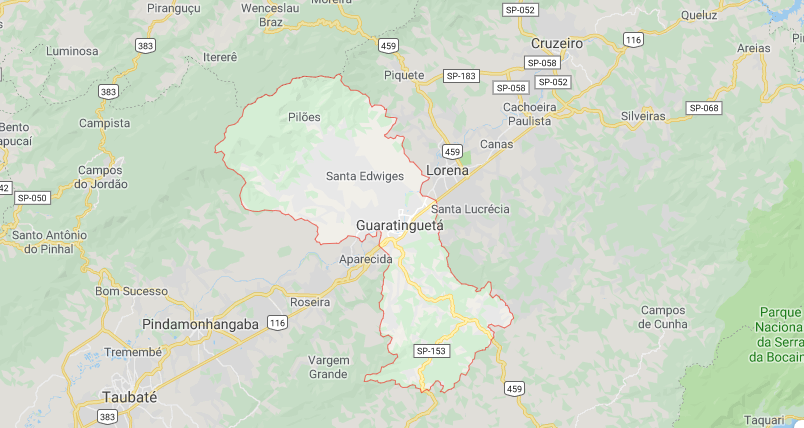 SP-052
Piranguçu
Wenceslau
Braz
Queluz
383
459
Cruzeiro
116
Areias
Luminosa
Itererê
SP-058
Piquete
SP-183
SP-052
383
SP-058
Cachoeira
Paulista
SP-068
Silveiras
Pilões
Campista
Bento
apucaí
Canas
459
Lorena
Campos
do Jordão
Santa Edwiges
42
SP-050
Santa Lucrécia
Guaratinguetá
Santo Antônio
do Pinhal
Aparecida
Bom Sucesso
Roseira
Campos
de Cunha
Parque
Naciona
da Serra
da Bocain
Pindamonhangaba
116
Tremembé
SP-153
Vargem
Grande
459
Taubaté
383
Taquari